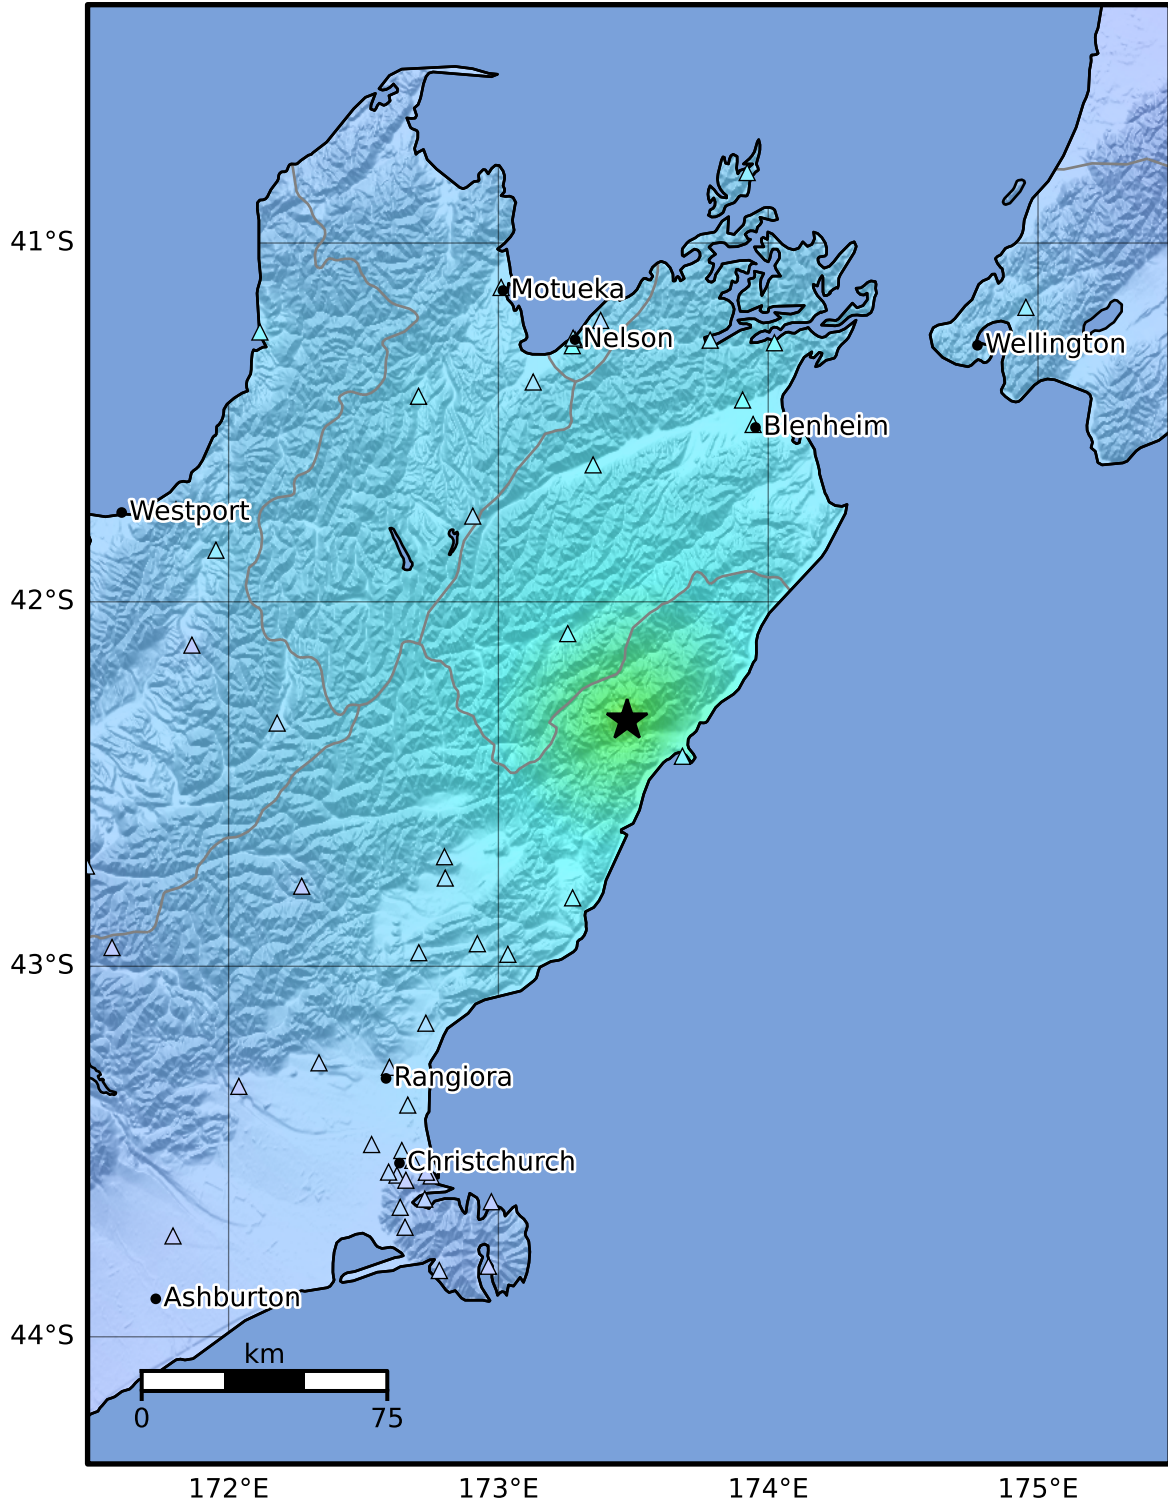 41°S
Motueka
Nelson
Wellington
Blenheim
Westport
42°S
43°S
Rangiora
Christchurch
Ashburton
44°S
km
0 75
172°E 173°E 174°E 175°E